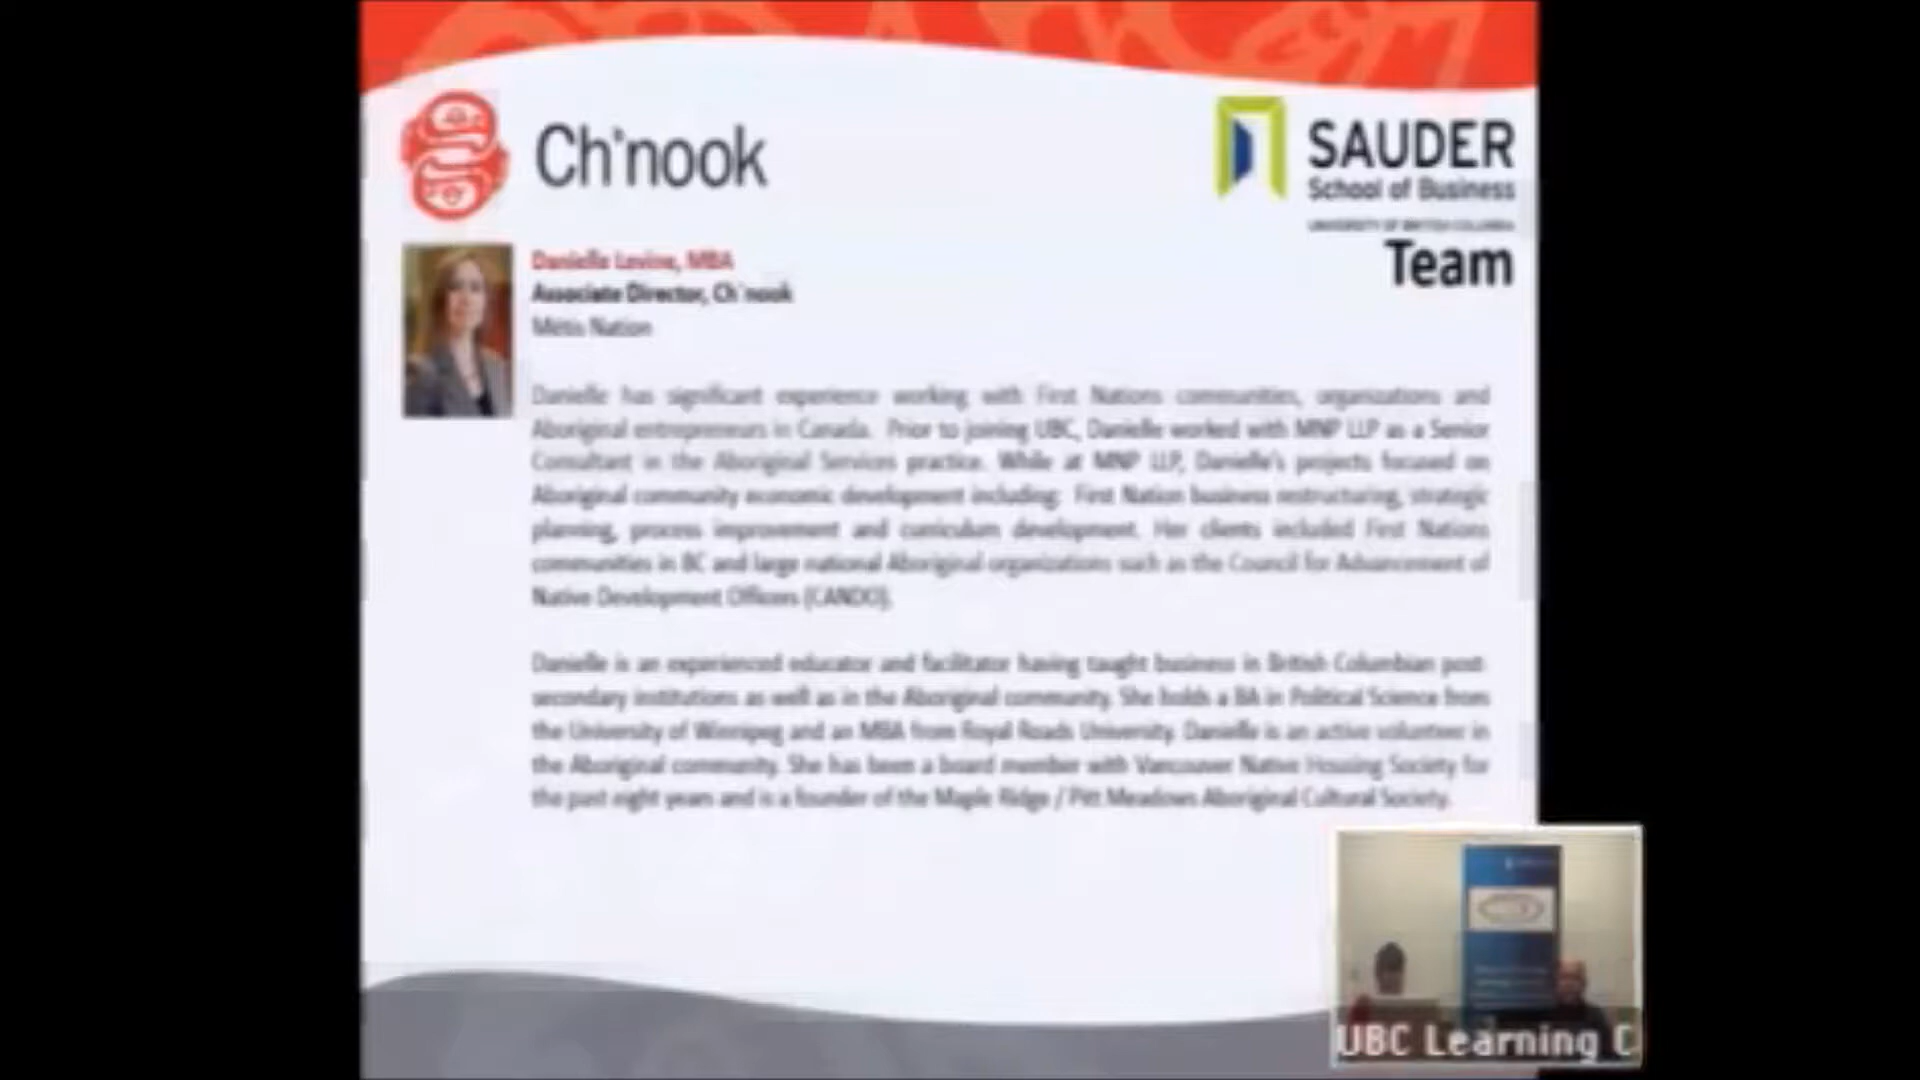 Ch'nook
SAUDER
School of Business
UNIVERSITY OF BRITISH COLUMBIA
Team
Danielle Levine, MBA
Associate Director, Ch'nook
Métis Nation
Danielle has significant experience working with First Nations communities, organizations and
Aboriginal entrepreneurs in Canada. Prior to joining UBC, Danielle worked with MNP LLP as a Senior
Consultant in the Aboriginal Services practice. While at MNP LLP, Danielle's projects focused on
Aboriginal community economic development including: First Nation business restructuring, strategic
planning, process improvement and curriculum development. Her clients included First Nations
communities in BC and large national Aboriginal organizations such as the Council for Advancement of
Native Development Officers (CANDO).
Danielle is an experienced educator and facilitator having taught business in British Columbian post-
secondary institutions as well as in the Aboriginal community. She holds a BA in Political Science from
the University of Winnipeg and an MBA from Royal Roads University. Danielle is an active volunteer in
the Aboriginal community. She has been a board member with Vancouver Native Housing Society for
the past eight years and is a founder of the Maple Ridge / Pitt Meadows Aboriginal Cultural Society.
UBC Learning C